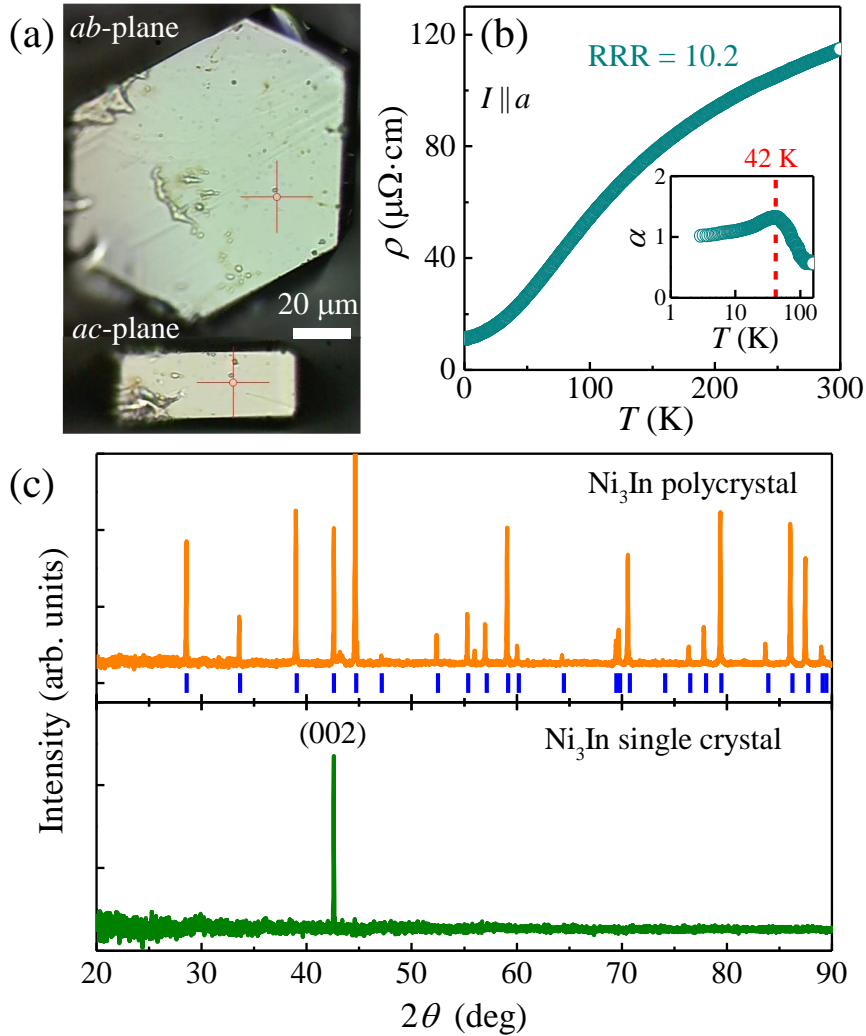 (a)
ab-plane
20 μm
ac-plane
(b)
RRR = 10.2
I ∥ a
120
80
40
0
ρ (μΩ·cm)
0
100
200
300
T (K)
42 K
2
1
0
α
1
10
100
T (K)
(c)
Ni₃In polycrystal
Intensity (arb. units)
(002)
Ni₃In single crystal
20
30
40
50
60
70
80
90
2θ (deg)